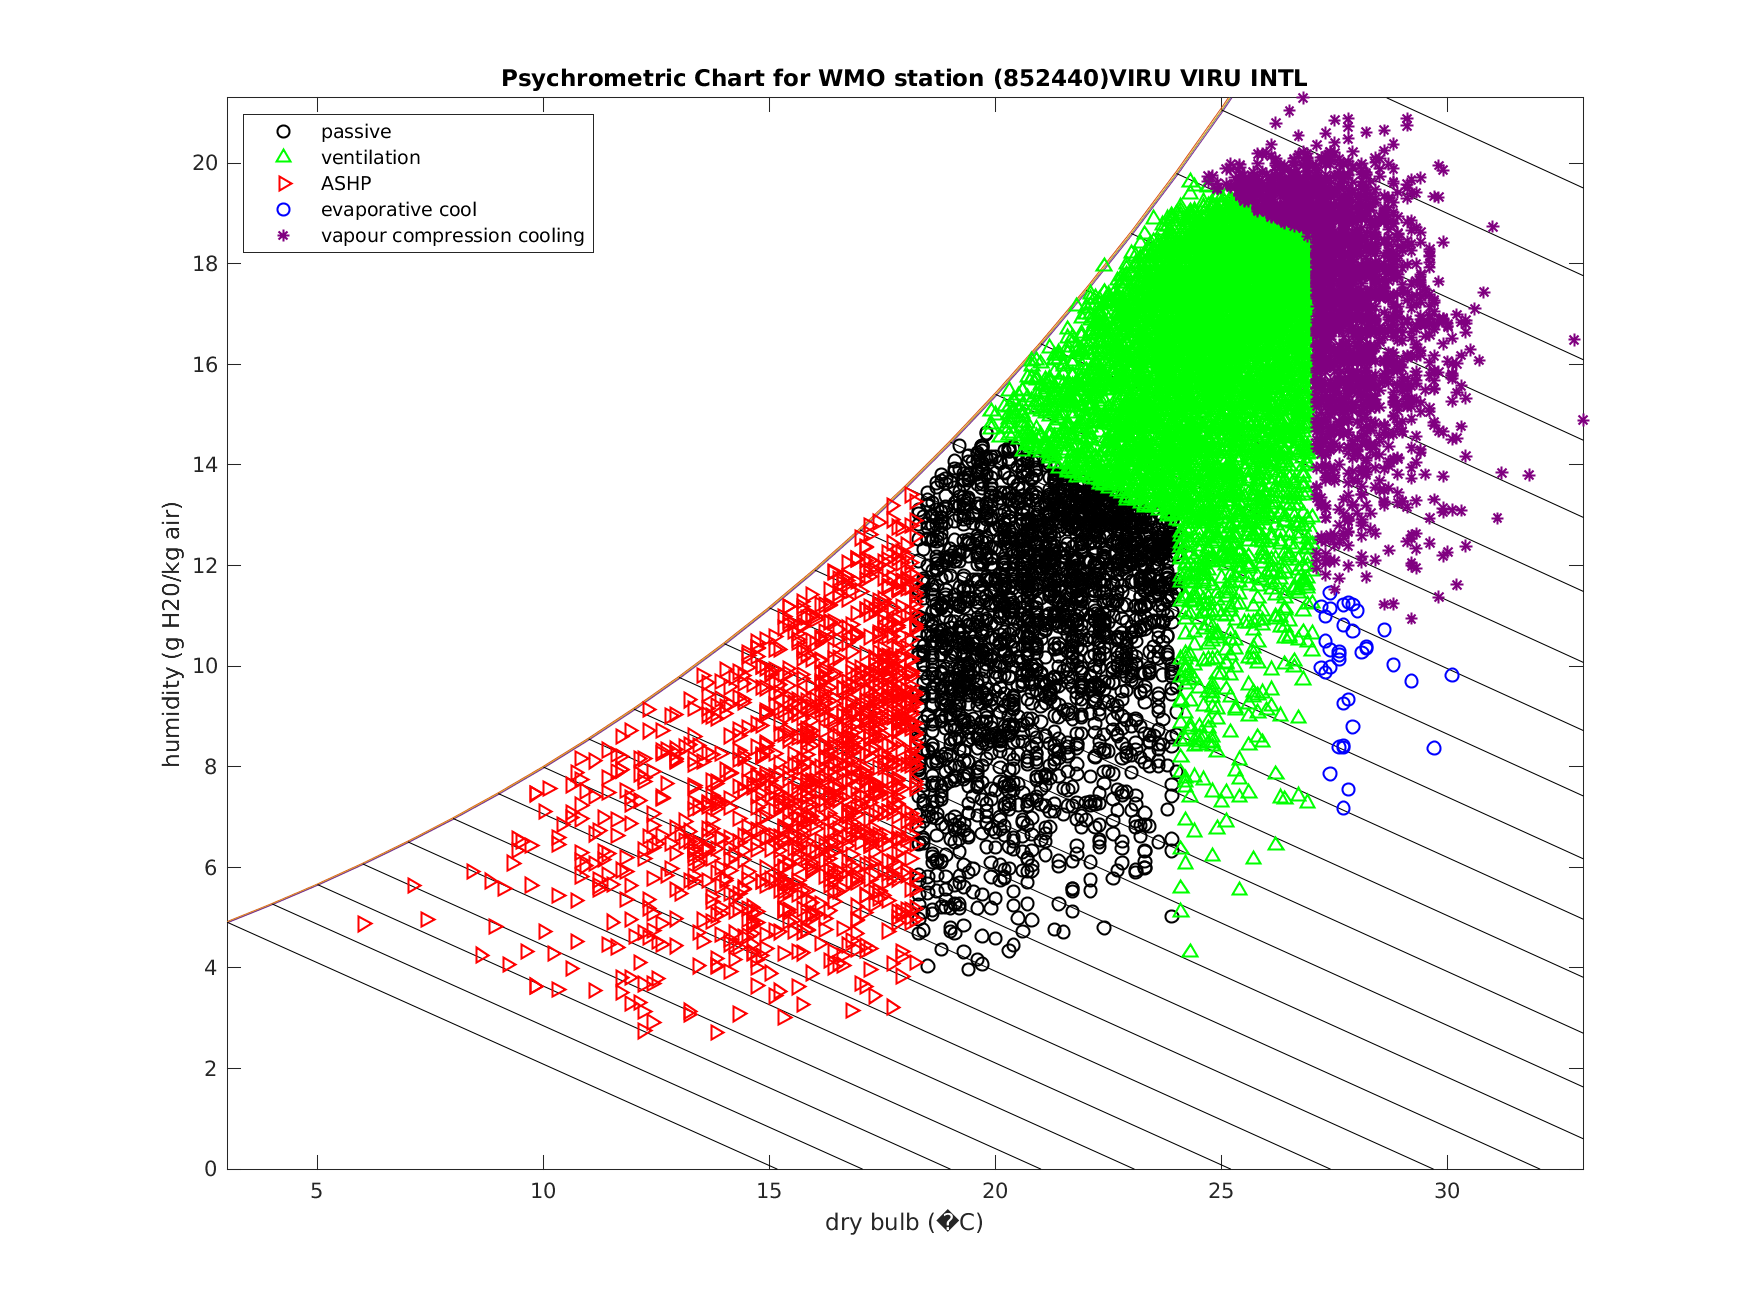 Psychrometric Chart for WMO station (852440)VIRU VIRU INTL
passive
ventilation
ASHP
evaporative cool
vapour compression cooling
humidity (g H20/kg air)
20
18
16
14
12
10
8
6
4
2
0
5 10 15 20 25 30
dry bulb (�C)